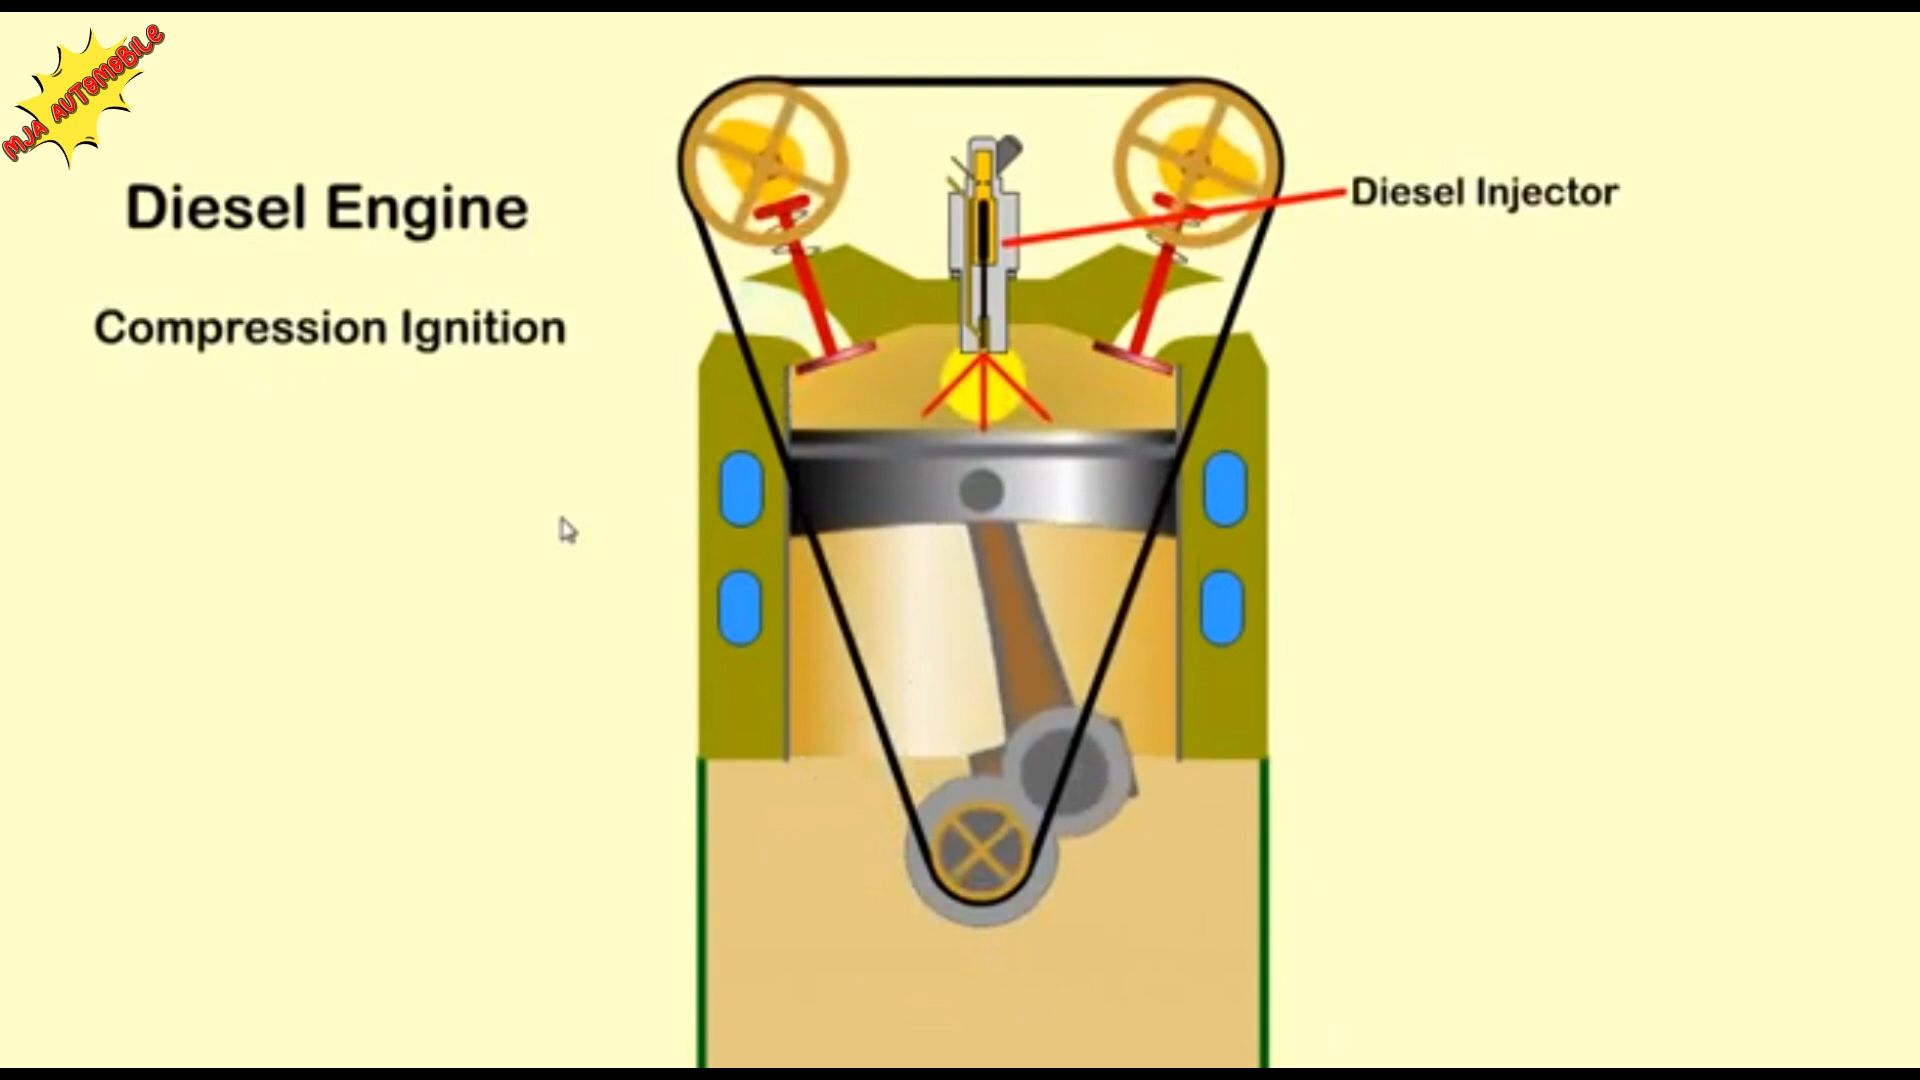 MJA AUTOMOBILE
Diesel Engine
Diesel Injector
Compression Ignition